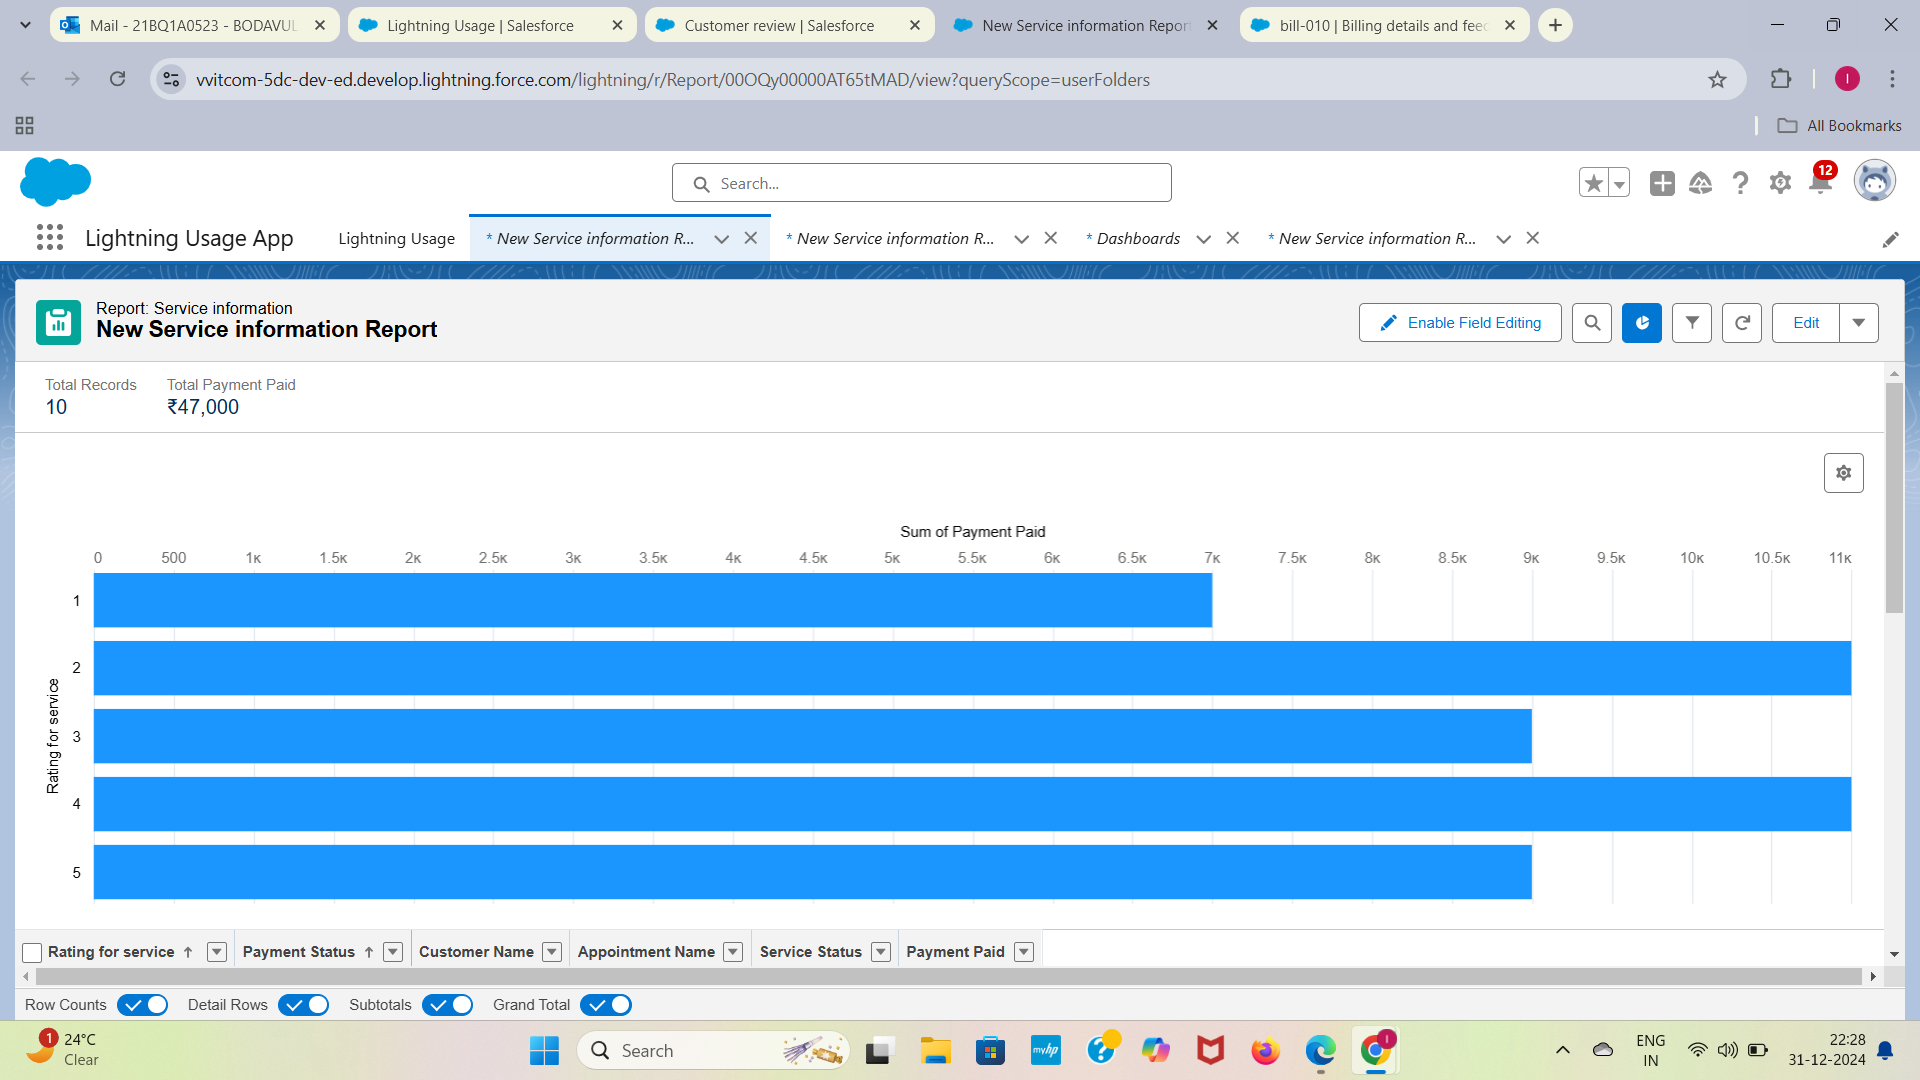 Mail - 21BQ1A0523 - BODAVUL
Lightning Usage | Salesforce
Customer review | Salesforce
New Service information Report
bill-010 | Billing details and feed
vvitcom-5dc-dev-ed.develop.lightning.force.com/lightning/r/Report/00OQy00000AT65tMAD/view?queryScope=userFolders
I
All Bookmarks
Search...
12
Lightning Usage App
Lightning Usage
* New Service information R...
* New Service information R...
* Dashboards
* New Service information R...
Report: Service information
New Service information Report
Enable Field Editing
Edit
Total Records
10
Total Payment Paid
₹47,000
Sum of Payment Paid
0 500 1K 1.5K 2K 2.5K 3K 3.5K 4K 4.5K 5K 5.5K 6K 6.5K 7K 7.5K 8K 8.5K 9K 9.5K 10K 10.5K 11K
Rating for service
1
2
3
4
5
Rating for service Payment Status Customer Name Appointment Name Service Status Payment Paid
Row Counts Detail Rows Subtotals Grand Total
1
24°C
Clear
Search
myhp
ENG
IN
22:28
31-12-2024